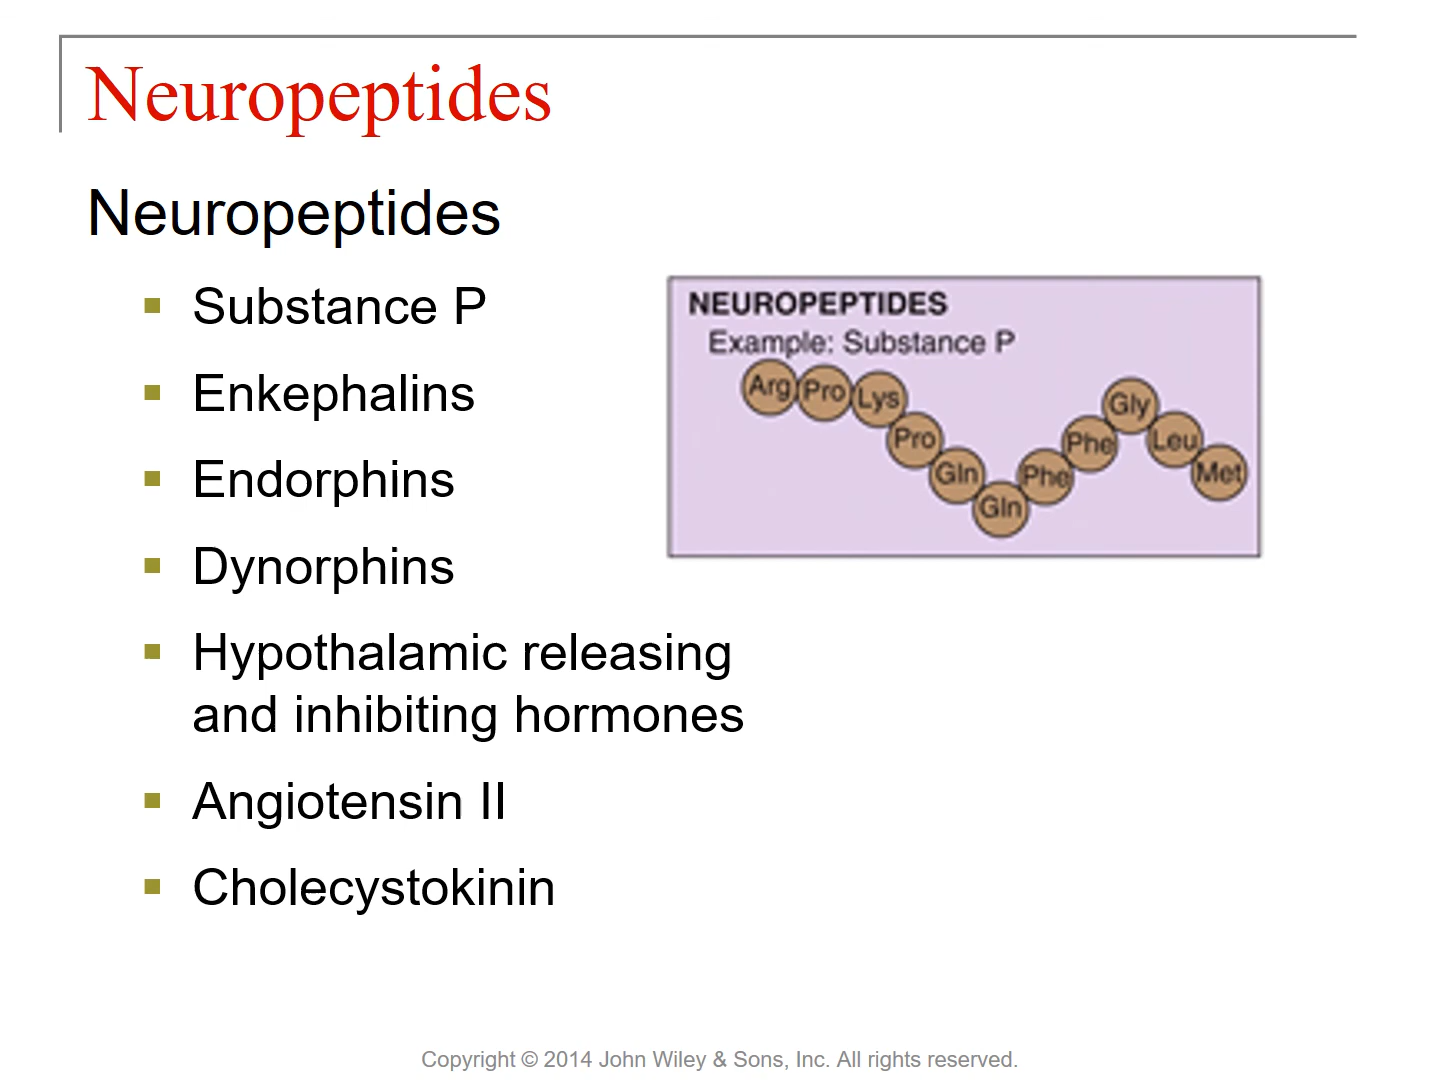 Neuropeptides
Neuropeptides
Substance P
Enkephalins
Endorphins
Dynorphins
Hypothalamic releasing
and inhibiting hormones
Angiotensin II
Cholecystokinin
NEUROPEPTIDES
Example: Substance P
Arg Pro Lys Pro Gln Gln Phe Phe Gly Leu Met
Copyright © 2014 John Wiley & Sons, Inc. All rights reserved.